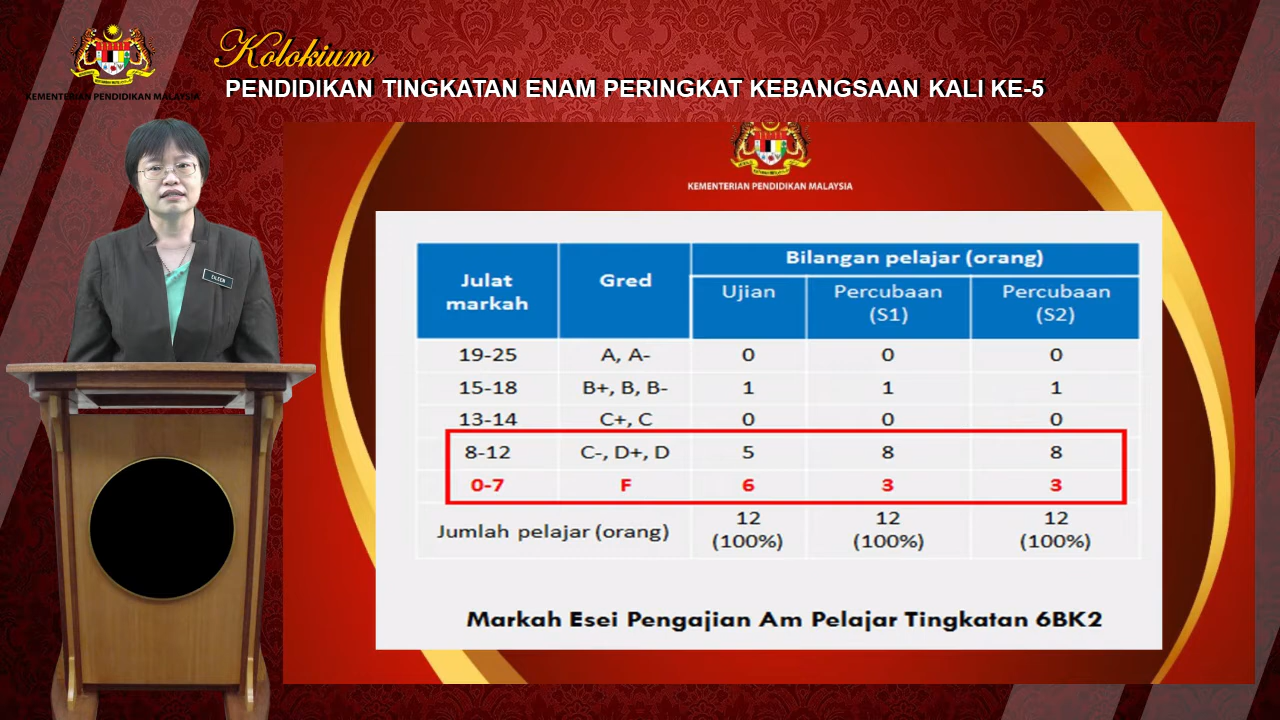 Kolokium
PENDIDIKAN TINGKATAN ENAM PERINGKAT KEBANGSAAN KALI KE-5
KEMENTERIAN PENDIDIKAN MALAYSIA
KEMENTERIAN PENDIDIKAN MALAYSIA
EILEEN
Julat markah Gred Bilangan pelajar (orang)
Ujian Percubaan (S1) Percubaan (S2)
19-25 A, A- 0 0 0
15-18 B+, B, B- 1 1 1
13-14 C+, C 0 0 0
8-12 C-, D+, D 5 8 8
0-7 F 6 3 3
Jumlah pelajar (orang) 12 (100%) 12 (100%) 12 (100%)
Markah Esei Pengajian Am Pelajar Tingkatan 6BK2